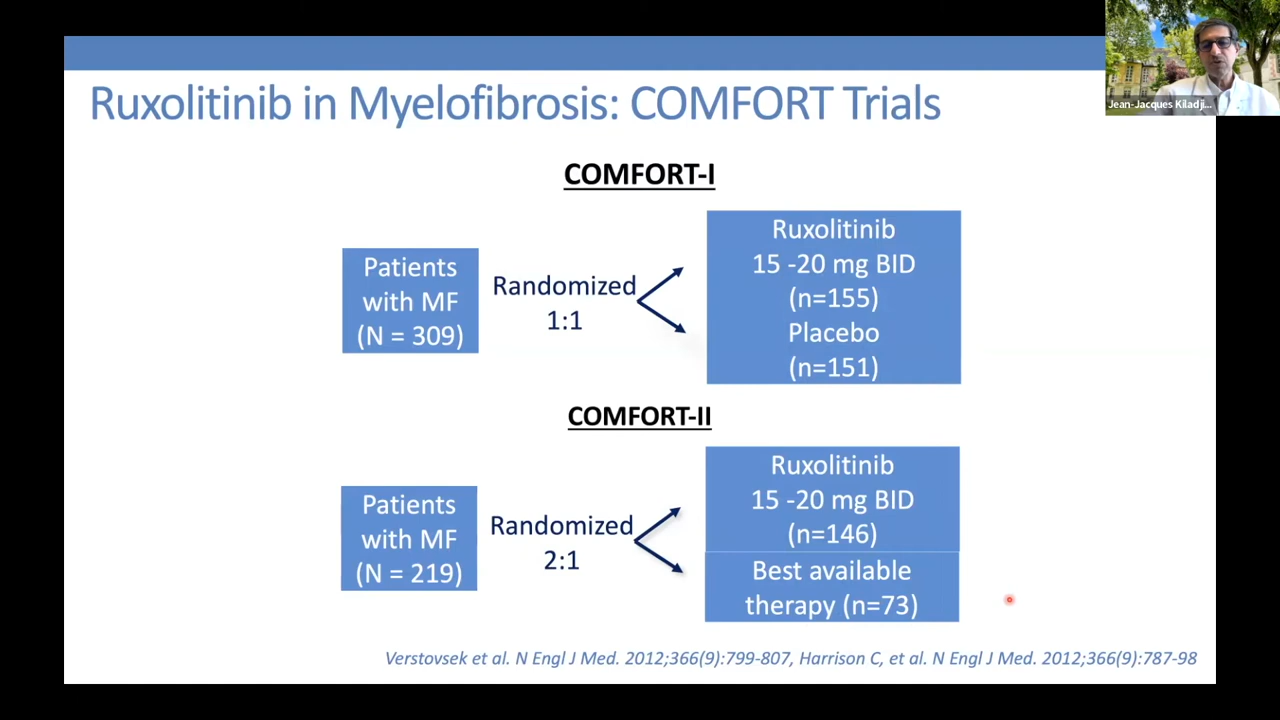 Jean-Jacques Kiladji...
Ruxolitinib in Myelofibrosis: COMFORT Trials
COMFORT-I
Patients
with MF
(N = 309)
Randomized
1:1
Ruxolitinib
15 -20 mg BID
(n=155)
Placebo
(n=151)
COMFORT-II
Patients
with MF
(N = 219)
Randomized
2:1
Ruxolitinib
15 -20 mg BID
(n=146)
Best available
therapy (n=73)
Verstovsek et al. N Engl J Med. 2012;366(9):799-807, Harrison C, et al. N Engl J Med. 2012;366(9):787-98